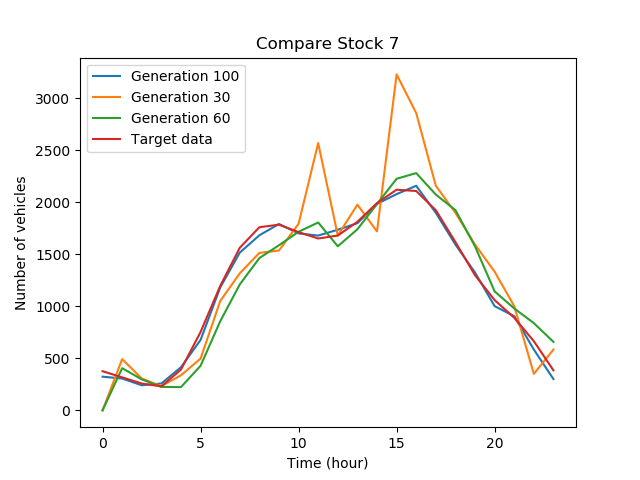 Compare Stock 7
Generation 100
Generation 30
Generation 60
Target data
Number of vehicles
3000
2500
2000
1500
1000
500
0
0 5 10 15 20
Time (hour)